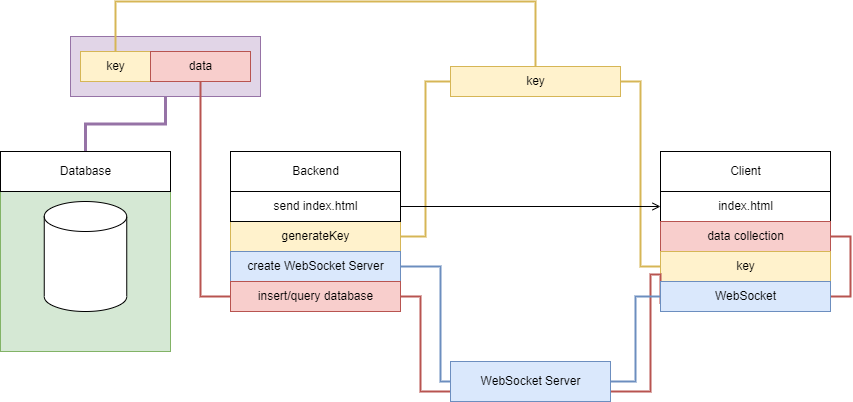 key
data
key
Database
Backend
Client
send index.html
index.html
generateKey
data collection
create WebSocket Server
key
insert/query database
WebSocket
WebSocket Server